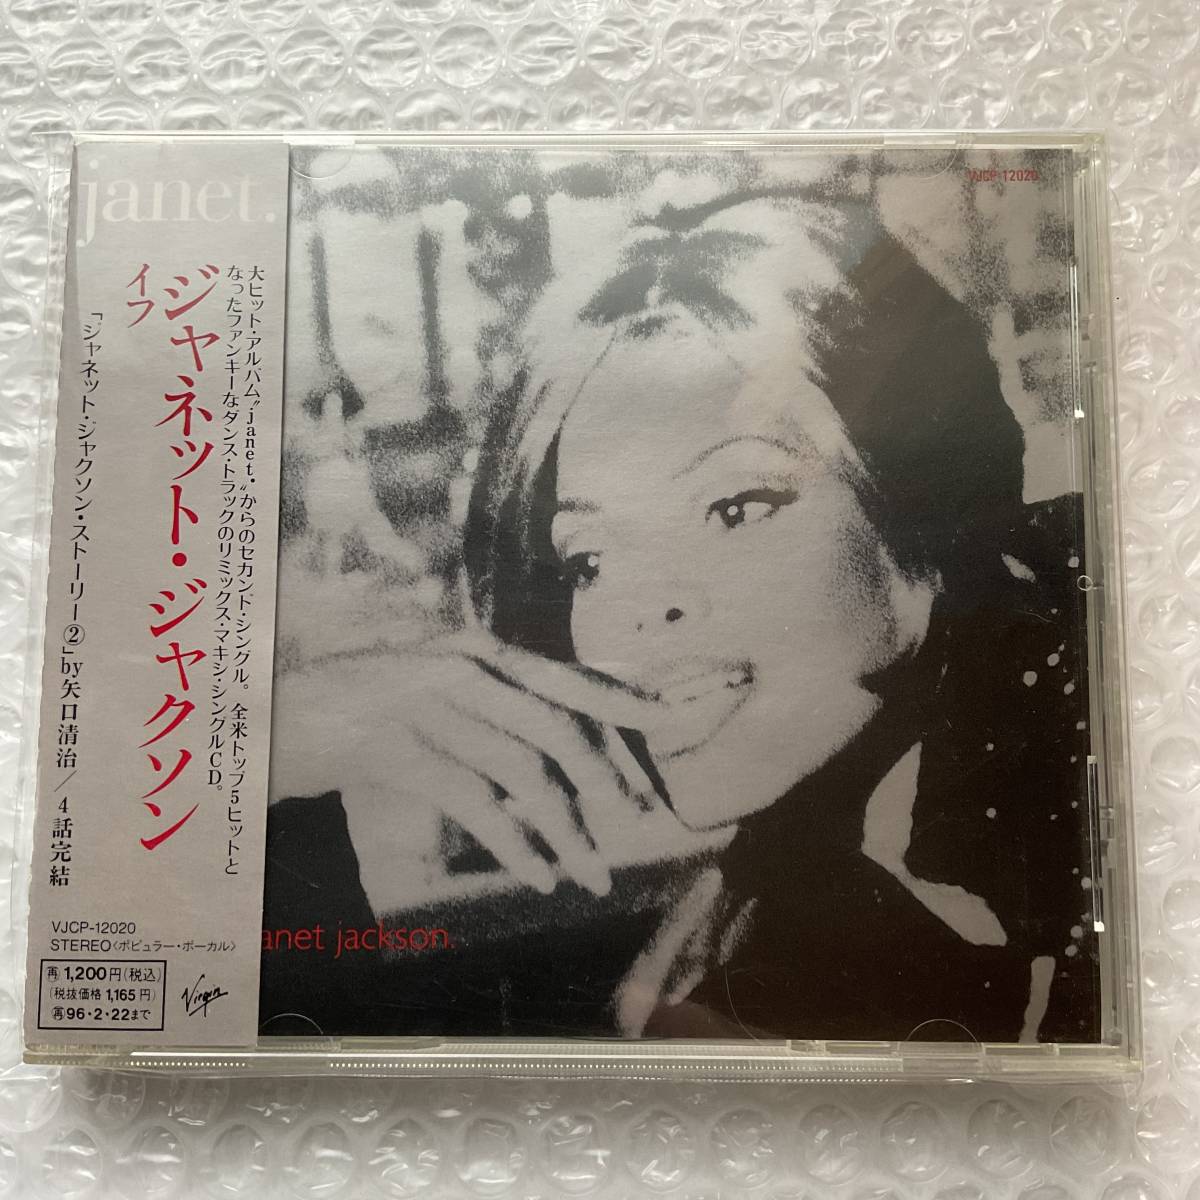 janet.
ジャネット・ジャクソン
イフ
大ヒット・アルバム“janet.”からのセカンド・シングル。全米トップ5ヒットと
なったファンキーなダンス・トラックのリミックス・マキシ・シングルCD。
「ジャネット・ジャクソン・ストーリー②」by矢口清治/4話完結
VJCP-12020
STEREO〈ポピュラー・ボーカル〉
再1,200円(税込)
(税抜価格 1,165円)
再96・2・22まで
Virgin
VJCP-12020
anet jackson.